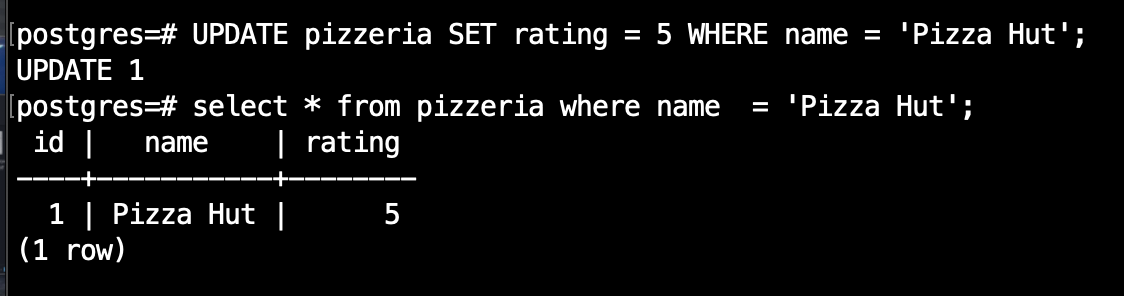 [postgres=# UPDATE pizzeria SET rating = 5 WHERE name = 'Pizza Hut';
UPDATE 1
[postgres=# select * from pizzeria where name  = 'Pizza Hut';
 id |   name    | rating
----+-----------+--------
  1 | Pizza Hut |      5
(1 row)